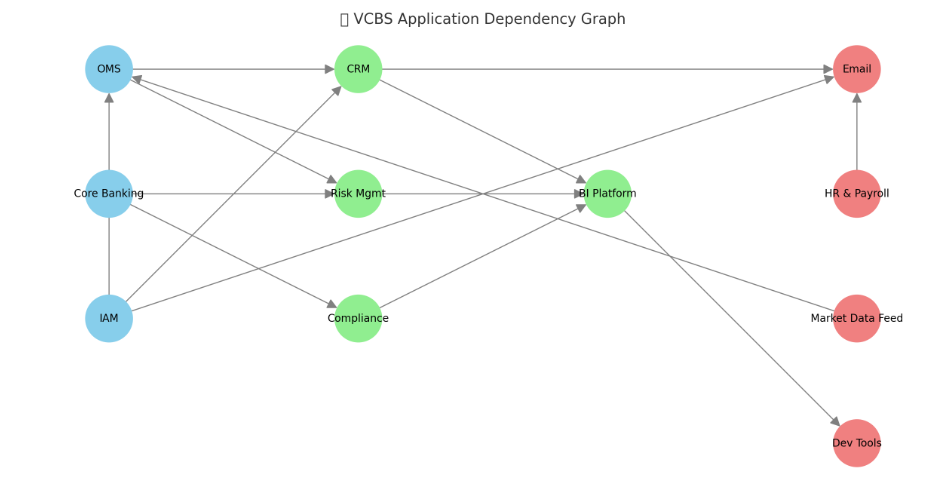 VCBS Application Dependency Graph
OMS
CRM
Email
Core Banking
Risk Mgmt
BI Platform
HR & Payroll
IAM
Compliance
Market Data Feed
Dev Tools